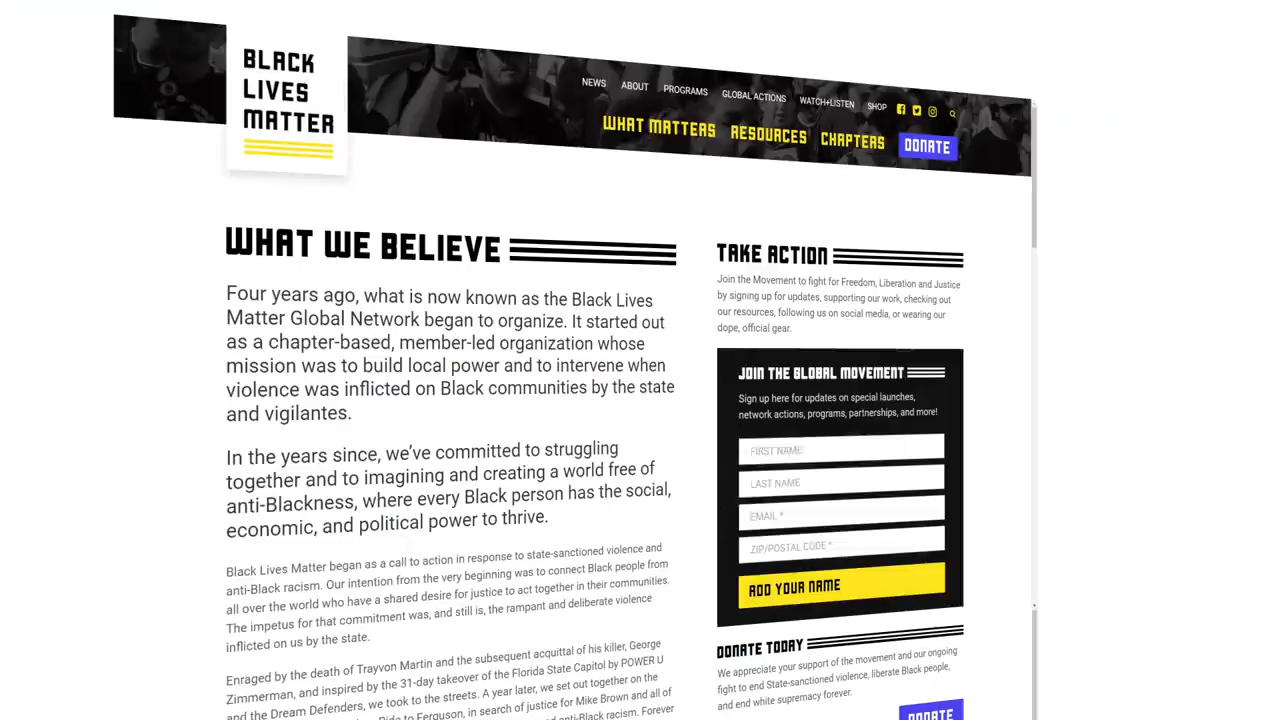 BLACK
LIVES
MATTER
NEWS ABOUT PROGRAMS GLOBAL ACTIONS WATCH+LISTEN SHOP
WHAT MATTERS RESOURCES CHAPTERS DONATE
WHAT WE BELIEVE
Four years ago, what is now known as the Black Lives
Matter Global Network began to organize. It started out
as a chapter-based, member-led organization whose
mission was to build local power and to intervene when
violence was inflicted on Black communities by the state
and vigilantes.
In the years since, we’ve committed to struggling
together and to imagining and creating a world free of
anti-Blackness, where every Black person has the social,
economic, and political power to thrive.
Black Lives Matter began as a call to action in response to state-sanctioned violence and
anti-Black racism. Our intention from the very beginning was to connect Black people from
all over the world who have a shared desire for justice to act together in their communities.
The impetus for that commitment was, and still is, the rampant and deliberate violence
inflicted on us by the state.
Enraged by the death of Trayvon Martin and the subsequent acquittal of his killer, George
Zimmerman, and inspired by the 31-day takeover of the Florida State Capitol by POWER U
and the Dream Defenders, we took to the streets. A year later, we set out together on the
Ride to Ferguson, in search of justice for Mike Brown and all of
anti-Black racism. Forever
TAKE ACTION
Join the Movement to fight for Freedom, Liberation and Justice
by signing up for updates, supporting our work, checking out
our resources, following us on social media, or wearing our
dope, official gear.
JOIN THE GLOBAL MOVEMENT
Sign up here for updates on special launches,
network actions, programs, partnerships, and more!
FIRST NAME
LAST NAME
EMAIL *
ZIP/POSTAL CODE *
ADD YOUR NAME
DONATE TODAY
We appreciate your support of the movement and our ongoing
fight to end State-sanctioned violence, liberate Black people,
and end white supremacy forever.
DONATE